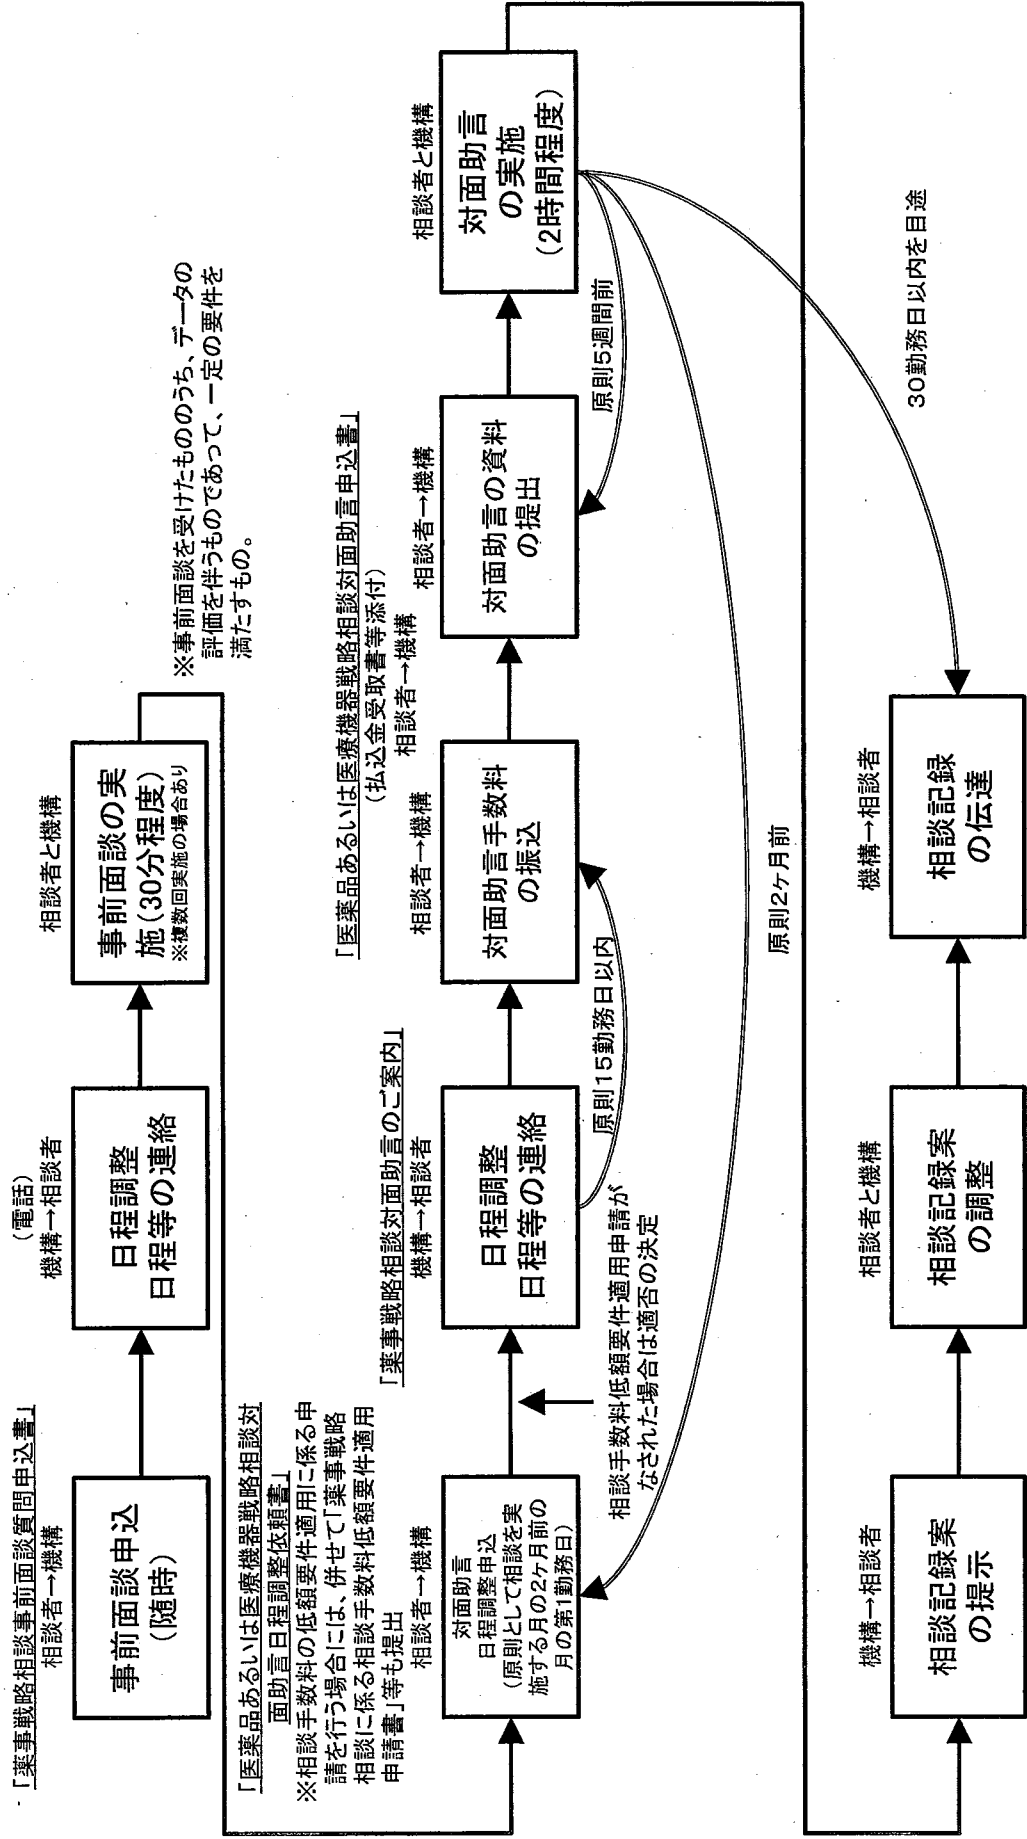 「薬事戦略相談事前面談質問申込書」
相談者→機構
事前面談申込
(随時)
(電話)
機構→相談者
日程調整
日程等の連絡
相談者と機構
事前面談の実
施(30分程度)
※複数回実施の場合あり
※事前面談を受けたもののうち、データの
評価を伴うものであって、一定の要件を
満たすもの。
「医薬品あるいは医療機器戦略相談対
面助言日程調整依頼書」
※相談手数料の低額要件適用に係る申
請を行う場合には、併せて「薬事戦略
相談に係る相談手数料低額要件適用
申請書」等も提出
相談者→機構
対面助言
日程調整申込
(原則として相談を実
施する月の2ヶ月前の
月の第1勤務日)
相談手数料低額要件適用申請が
なされた場合は適否の決定
「薬事戦略相談対面助言のご案内」
機構→相談者
日程調整
日程等の連絡
原則15勤務日以内
「医薬品あるいは医療機器戦略相談対面助言申込書」
(払込金受取書等添付)
相談者→機構
相談者→機構
対面助言手数料
の振込
相談者→機構
対面助言の資料
の提出
原則5週間前
相談者と機構
対面助言
の実施
(2時間程度)
原則2ヶ月前
30勤務日以内を目途
機構→相談者
相談記録案
の提示
相談者と機構
相談記録案
の調整
機構→相談者
相談記録
の伝達